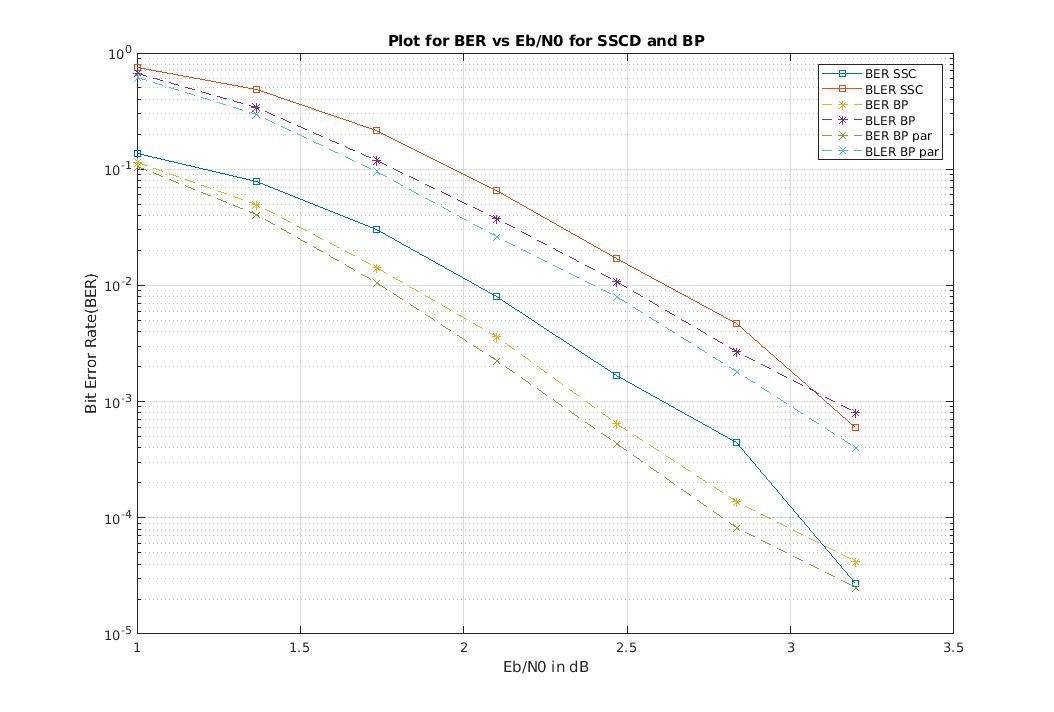 Plot for BER vs Eb/N0 for SSCD and BP
10^0
10^-1
10^-2
10^-3
10^-4
10^-5
Bit Error Rate(BER)
BER SSC
BLER SSC
BER BP
BLER BP
BER BP par
BLER BP par
1 1.5 2 2.5 3 3.5
Eb/N0 in dB